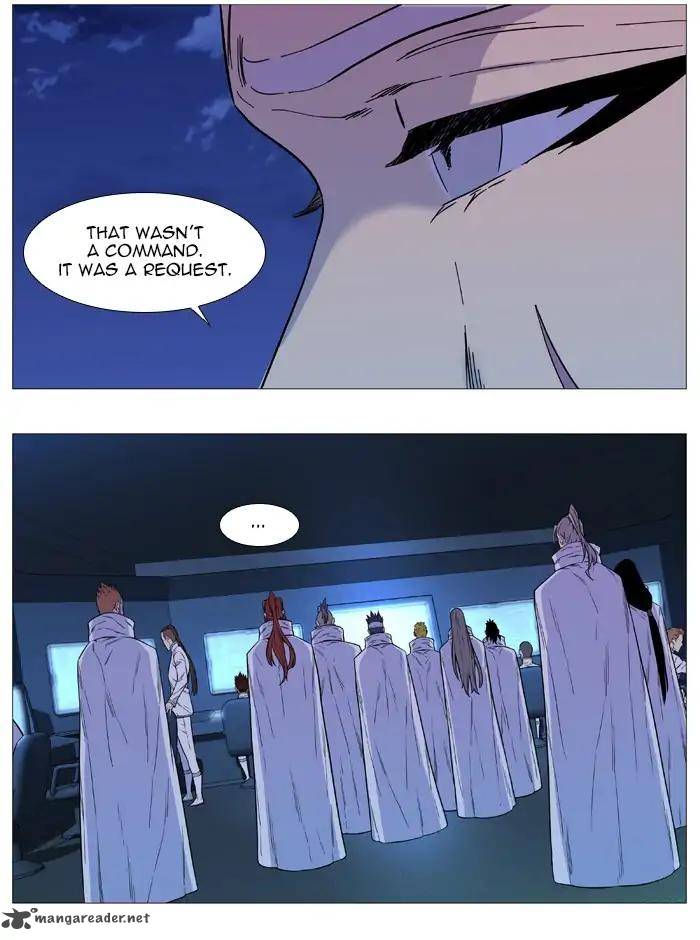 THAT WASN'T
A COMMAND.
IT WAS A REQUEST.
...
mangareader.net